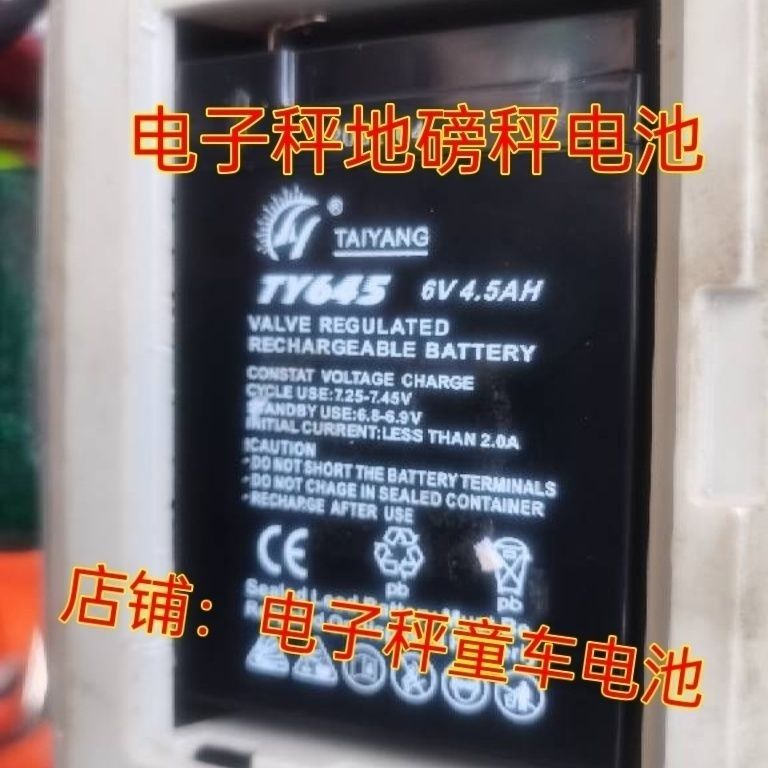 电子秤地磅秤电池
®
TAIYANG
TY645 6V 4.5AH
VALVE REGULATED
RECHARGEABLE BATTERY
CONSTAT VOLTAGE CHARGE
CYCLE USE:7.25-7.45V
STANDBY USE:6.8-6.9V
INITIAL CURRENT:LESS THAN 2.0A
CAUTION
DO NOT SHORT THE BATTERY TERMINALS
DO NOT CHAGE IN SEALED CONTAINER
RECHARGE AFTER USE
CE
pb pb
Sealed Lead
店铺：电子秤童车电池